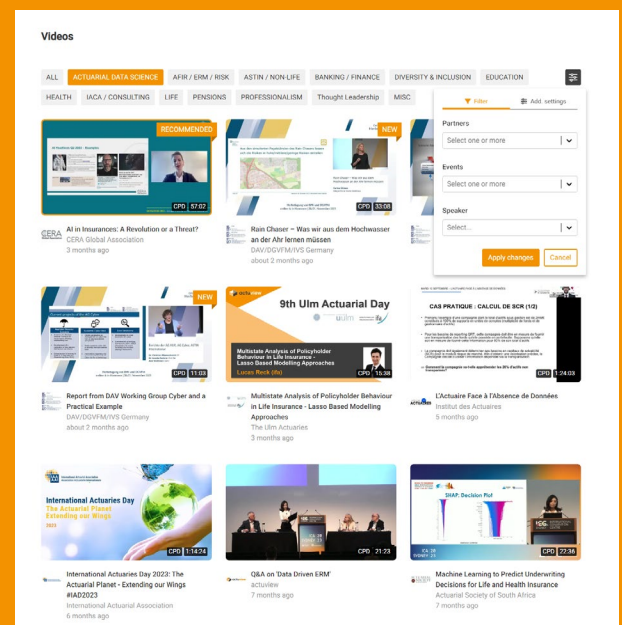 Videos
ALL ACTUARIAL DATA SCIENCE AFIR / ERM / RISK ASTIN / NON-LIFE BANKING / FINANCE DIVERSITY & INCLUSION EDUCATION
HEALTH IACA / CONSULTING LIFE PENSIONS PROFESSIONALISM Thought Leadership MISC
Filter Add. settings
Partners
Select one or more
Events
Select one or more
Speaker
Select...
Apply changes Cancel
RECOMMENDED
CPD 57:02
CERA
AI in Insurances: A Revolution or a Threat?
CERA Global Association
3 months ago
NEW
CPD 33:08
Rain Chaser – Was wir aus dem Hochwasser
an der Ahr lernen müssen
DAV/DGVFM/IVS Germany
about 2 months ago
NEW
CPD 11:03
Report from DAV Working Group Cyber and a
Practical Example
DAV/DGVFM/IVS Germany
about 2 months ago
9th Ulm Actuarial Day
uulm
ifa
Multistate Analysis of Policyholder
Behaviour in Life Insurance -
Lasso Based Modelling
Approaches
Lucas Reck (ifa)
CPD 15:38
Multistate Analysis of Policyholder Behaviour
in Life Insurance - Lasso Based Modelling
Approaches
The Ulm Actuaries
3 months ago
CAS PRATIQUE : CALCUL DE SCR (1/2)
CPD 1:24:03
L'Actuaire Face à l'Absence de Données
Institut des Actuaires
5 months ago
International Actuaries Day
The Actuarial Planet
Extending our Wings
2023
CPD 1:14:24
International Actuaries Day 2023: The
Actuarial Planet - Extending our Wings
#IAD2023
International Actuarial Association
6 months ago
CPD 21:23
Q&A on 'Data Driven ERM'
actuview
7 months ago
SHAP: Decision Plot
CPD 22:36
Machine Learning to Predict Underwriting
Decisions for Life and Health Insurance
Actuarial Society of South Africa
7 months ago